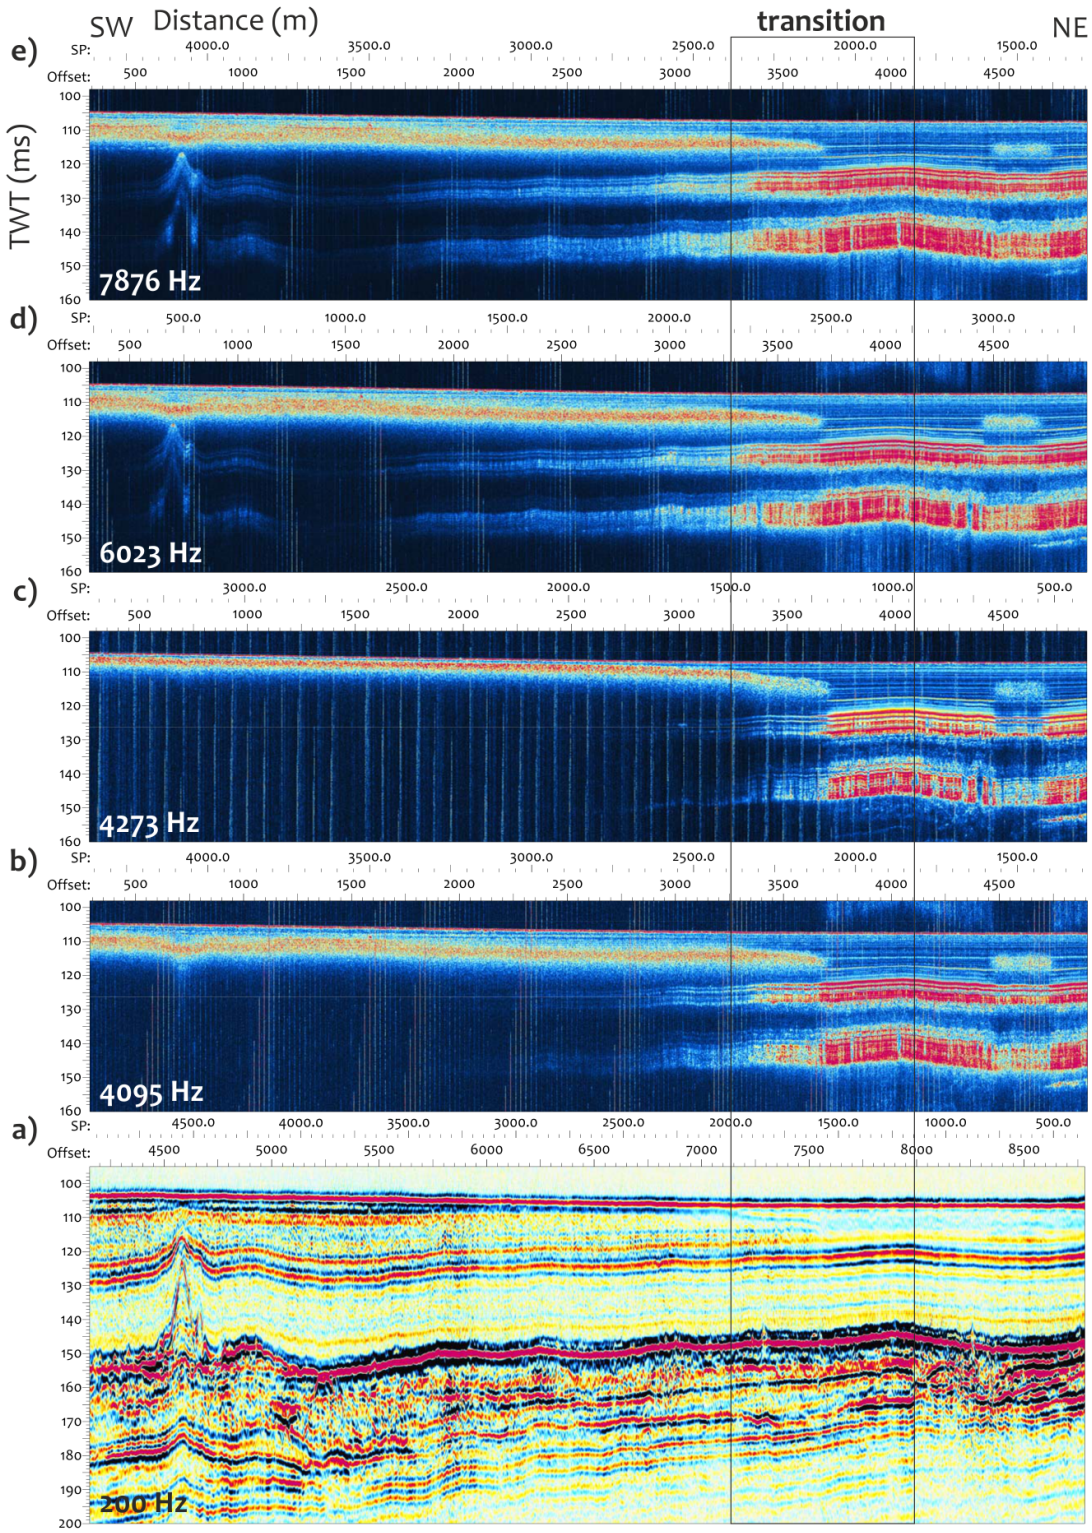 SW Distance (m) transition NE
e) SP: 4000.0 3500.0 3000.0 2500.0 2000.0 1500.0
Offset: 500 1000 1500 2000 2500 3000 3500 4000 4500
TWT (ms)
100
110
120
130
140
150
160
7876 Hz
d) SP: 500.0 1000.0 1500.0 2000.0 2500.0 3000.0
Offset: 500 1000 1500 2000 2500 3000 3500 4000 4500
100
110
120
130
140
150
160
6023 Hz
c) SP: 3000.0 2500.0 2000.0 1500.0 1000.0 500.0
Offset: 500 1000 1500 2000 2500 3000 3500 4000 4500
100
110
120
130
140
150
160
4273 Hz
b) SP: 4000.0 3500.0 3000.0 2500.0 2000.0 1500.0
Offset: 500 1000 1500 2000 2500 3000 3500 4000 4500
100
110
120
130
140
150
160
4095 Hz
a) SP: 4500.0 4000.0 3500.0 3000.0 2500.0 2000.0 1500.0 1000.0 500.0
Offset: 4500 5000 5500 6000 6500 7000 7500 8000 8500
100
110
120
130
140
150
160
170
180
190
200
200 Hz